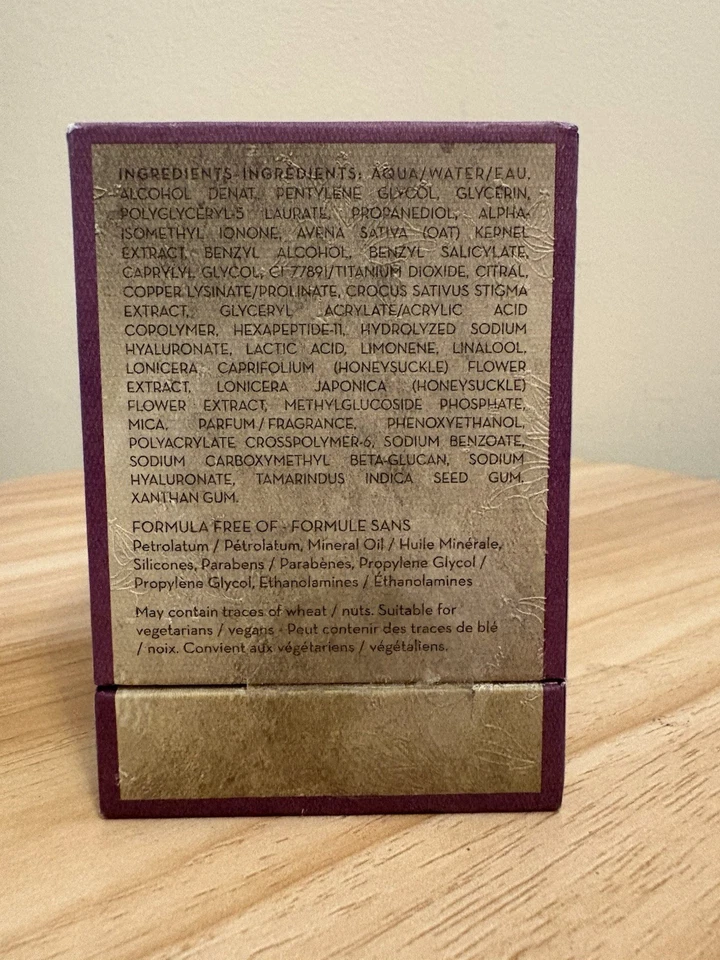 INGREDIENTS-INGRÉDIENTS: AQUA/WATER/EAU,
ALCOHOL DENAT, PENTYLENE GLYCOL, GLYCERIN,
POLYGLYCERYL-5 LAURATE, PROPANEDIOL, ALPHA-
ISOMETHYL IONONE, AVENA SATIVA (OAT) KERNEL
EXTRACT, BENZYL ALCOHOL, BENZYL SALICYLATE,
CAPRYLYL GLYCOL, CI 77891/TITANIUM DIOXIDE, CITRAL,
COPPER LYSINATE/PROLINATE, CROCUS SATIVUS STIGMA
EXTRACT, GLYCERYL ACRYLATE/ACRYLIC ACID
COPOLYMER, HEXAPEPTIDE-11, HYDROLYZED SODIUM
HYALURONATE, LACTIC ACID, LIMONENE, LINALOOL,
LONICERA CAPRIFOLIUM (HONEYSUCKLE) FLOWER
EXTRACT, LONICERA JAPONICA (HONEYSUCKLE)
FLOWER EXTRACT, METHYLGLUCOSIDE PHOSPHATE,
MICA, PARFUM/FRAGRANCE, PHENOXYETHANOL,
POLYACRYLATE CROSSPOLYMER-6, SODIUM BENZOATE,
SODIUM CARBOXYMETHYL BETA-GLUCAN, SODIUM
HYALURONATE, TAMARINDUS INDICA SEED GUM,
XANTHAN GUM.
FORMULA FREE OF - FORMULE SANS
Petrolatum / Pétrolatum, Mineral Oil / Huile Minérale,
Silicones, Parabens / Parabènes, Propylene Glycol /
Propylène Glycol, Ethanolamines / Éthanolamines
May contain traces of wheat / nuts. Suitable for
vegetarians / vegans - Peut contenir des traces de blé
/ noix. Convient aux végétariens / végétaliens.